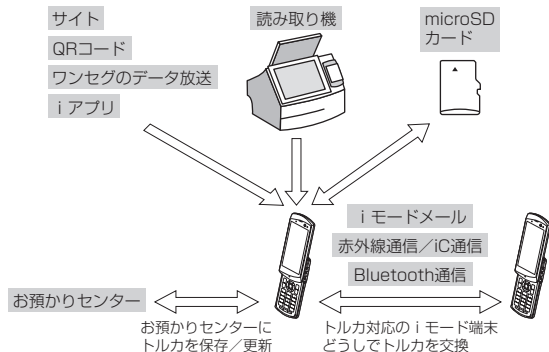 サイト
QRコード
ワンセグのデータ放送
iアプリ
読み取り機
microSD
カード
iモードメール
赤外線通信／iC通信
Bluetooth通信
お預かりセンター
お預かりセンターに
トルカを保存／更新
トルカ対応のiモード端末
どうしでトルカを交換